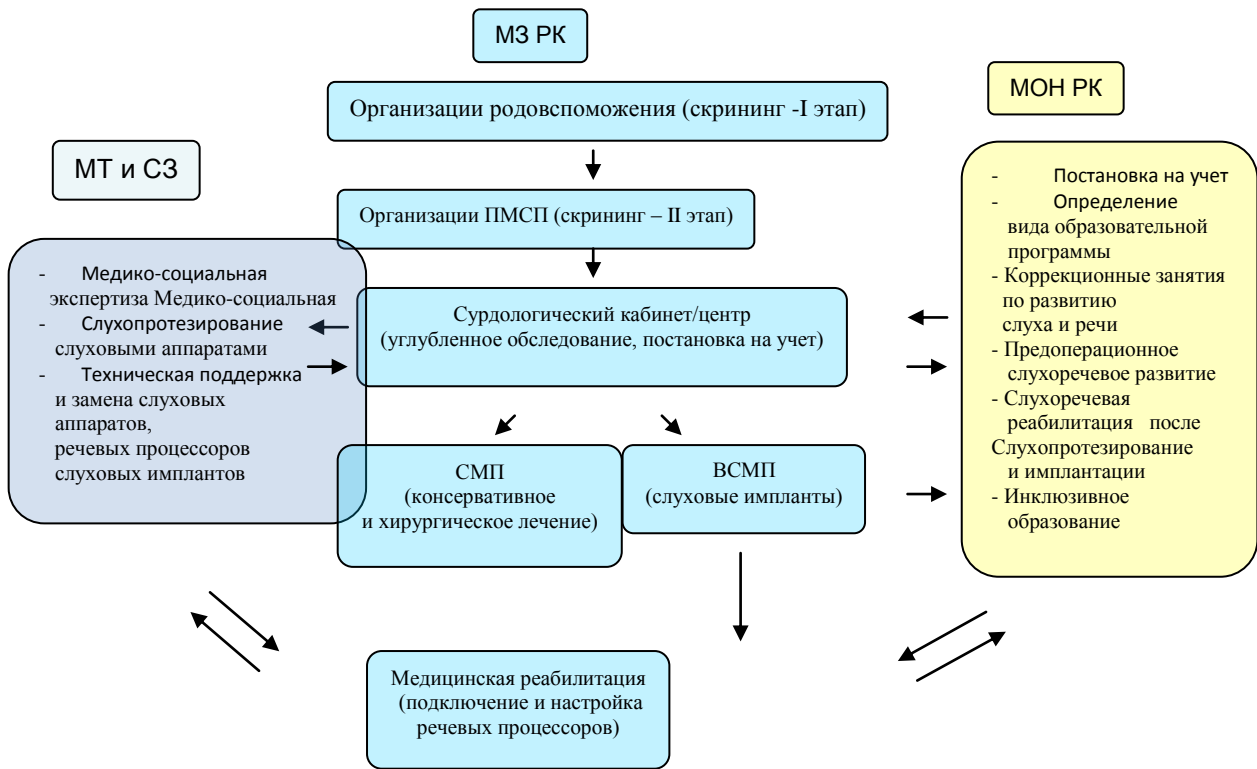 МЗ РК
Организации родовспоможения (скрининг -I этап)
МОН РК
МТ и СЗ
Организации ПМСП (скрининг – II этап)
- Медико-социальная
экспертиза Медико-социальная
- Слухопротезирование
слуховыми аппаратами
- Техническая поддержка
и замена слуховых
аппаратов,
речевых процессоров
слуховых имплантов
Сурдологический кабинет/центр
(углубленное обследование, постановка на учет)
СМП
(консервативное
и хирургическое лечение)
ВСМП
(слуховые импланты)
- Постановка на учет
- Определение
вида образовательной
программы
- Коррекционные занятия
по развитию
слуха и речи
- Предоперационное
слухоречевое развитие
- Слухоречевая
реабилитация после
Слухопротезирование
и имплантации
- Инклюзивное
образование
Медицинская реабилитация
(подключение и настройка
речевых процессоров)